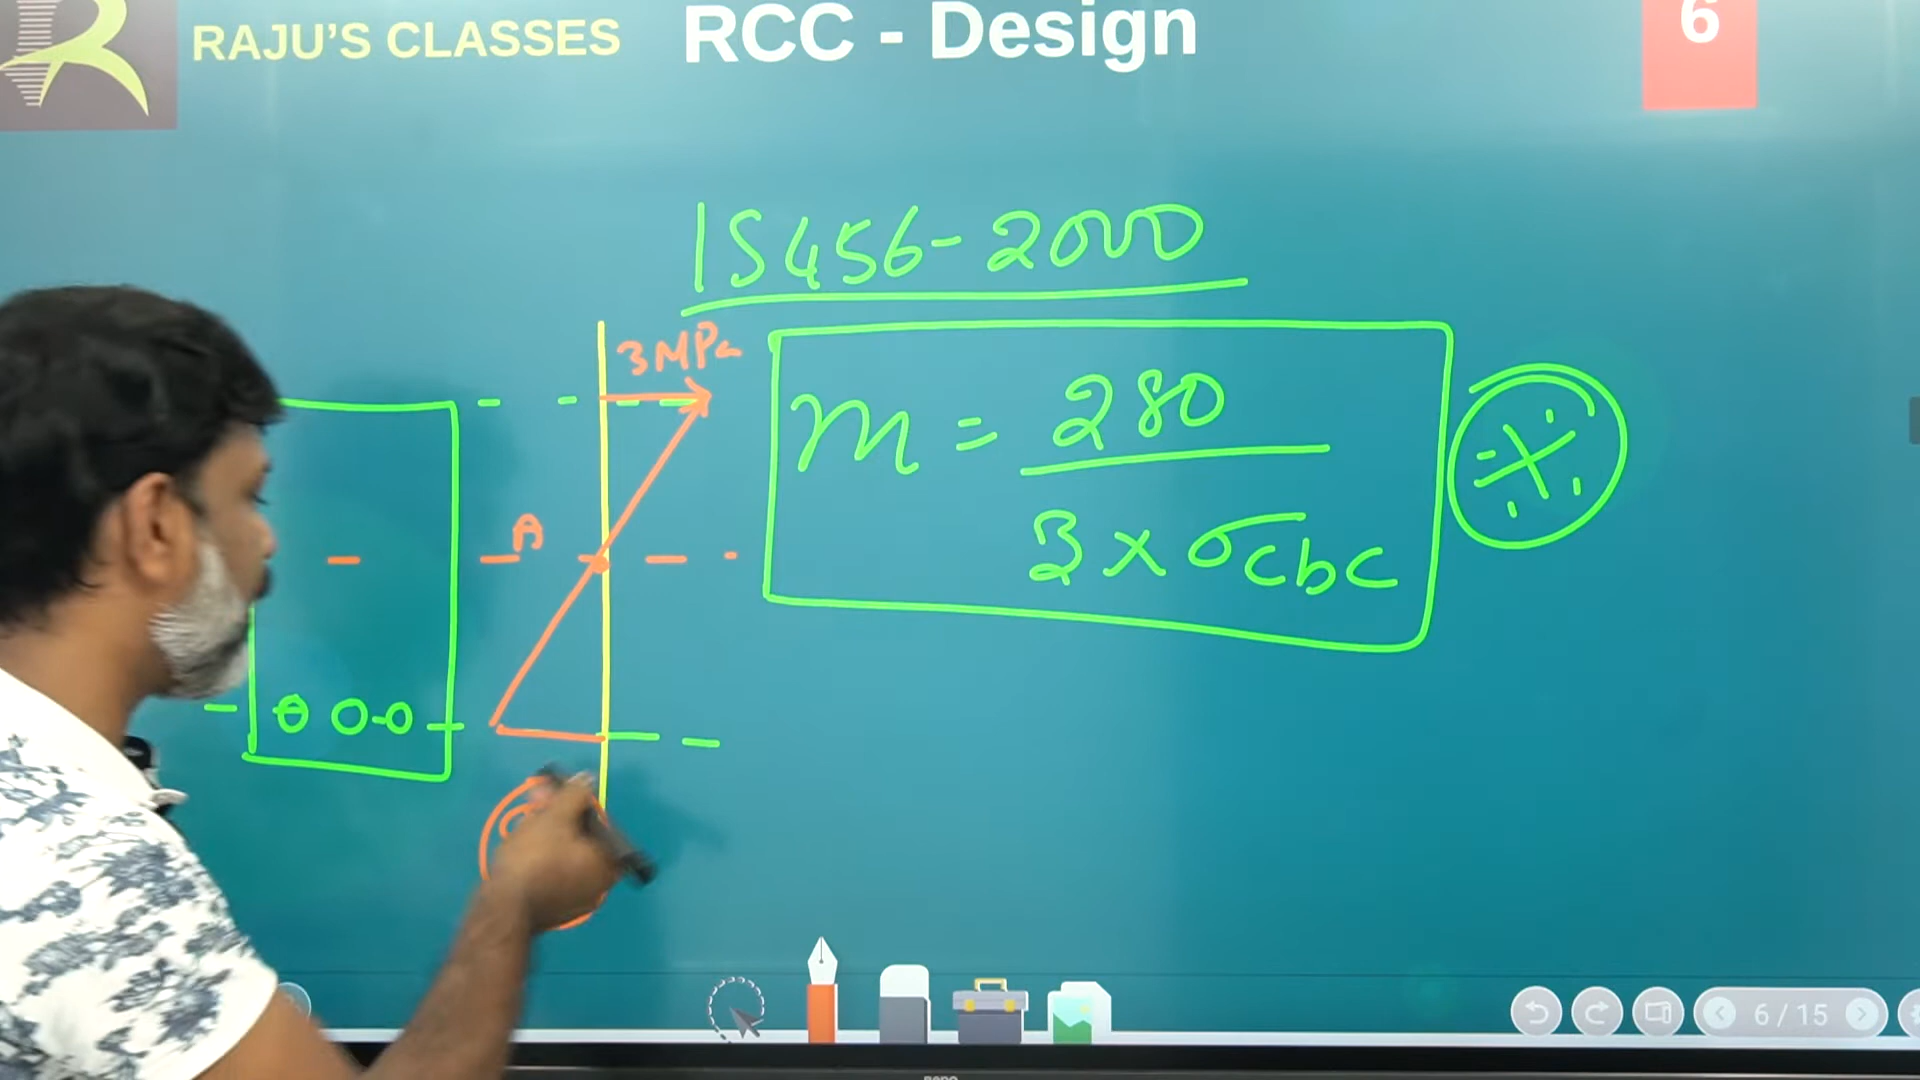 RAJU’S CLASSES
RCC - Design
6
IS456-2000
3MPa
m = 280
3 x σcbc
A
6 / 15